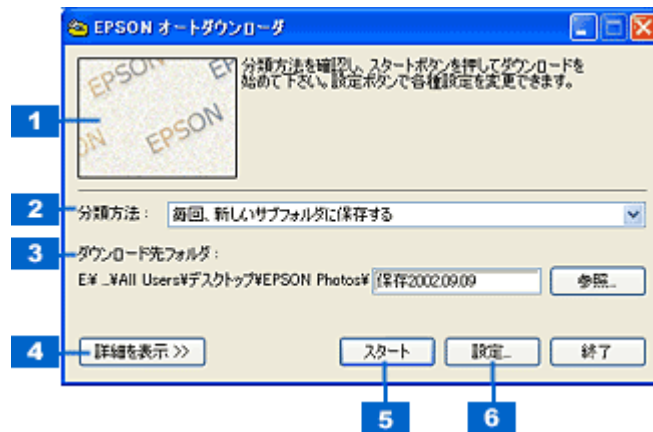 EPSON オートダウンローダ
EPSON EPSON
EPSON
ON
分類方法を確認し、スタートボタンを押してダウンロードを
始めて下さい。設定ボタンで各種設定を変更できます。
1
2
分類方法：
毎回、新しいサブフォルダに保存する
3
ダウンロード先フォルダ：
E¥ ..¥All Users¥デスクトップ¥EPSON Photos¥ 保存2002.09.09 参照...
4
詳細を表示 >> スタート 設定... 終了
5 6